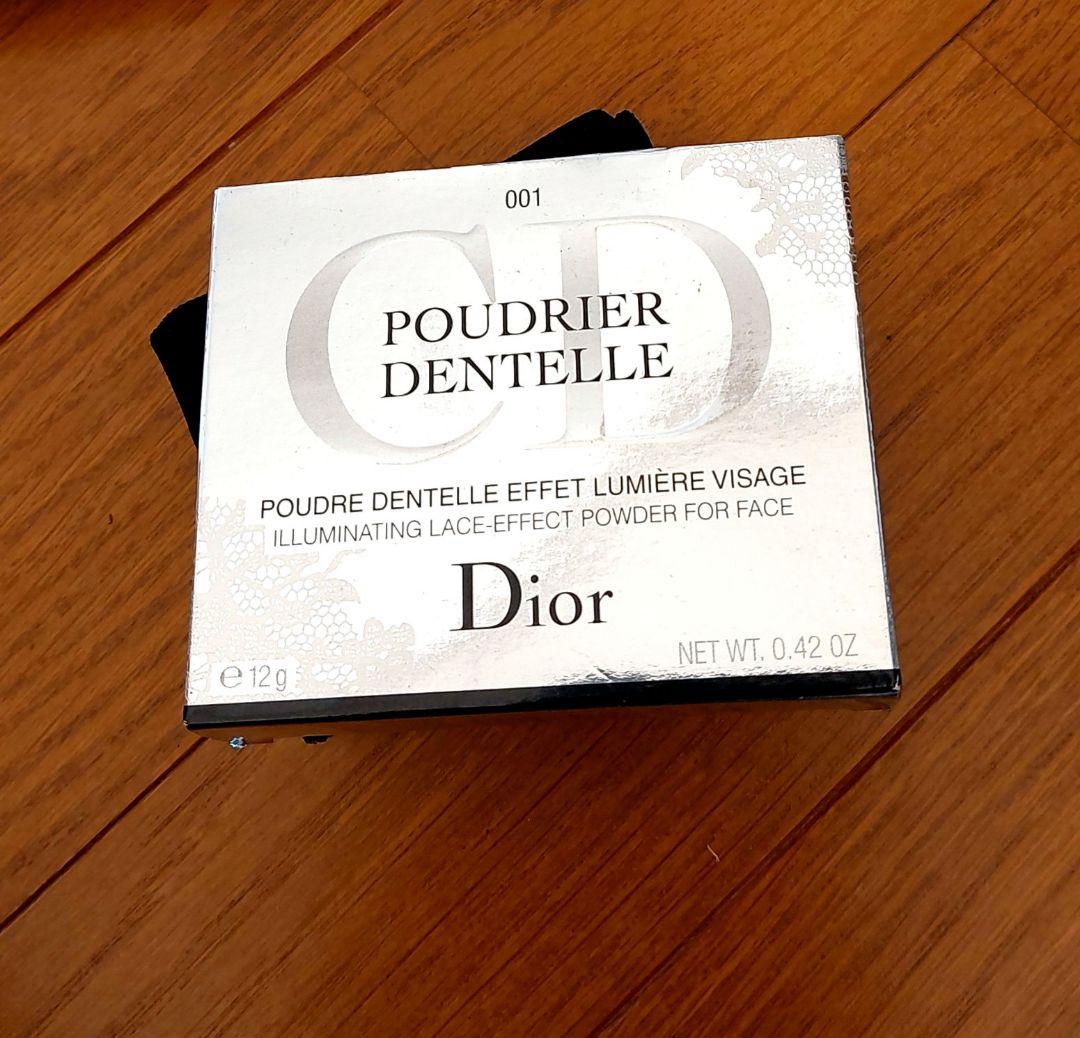 001
CD
POUDRIER
DENTELLE
POUDRE DENTELLE EFFET LUMIÈRE VISAGE
ILLUMINATING LACE-EFFECT POWDER FOR FACE
Dior
NET WT. 0.42 OZ
℮ 12g